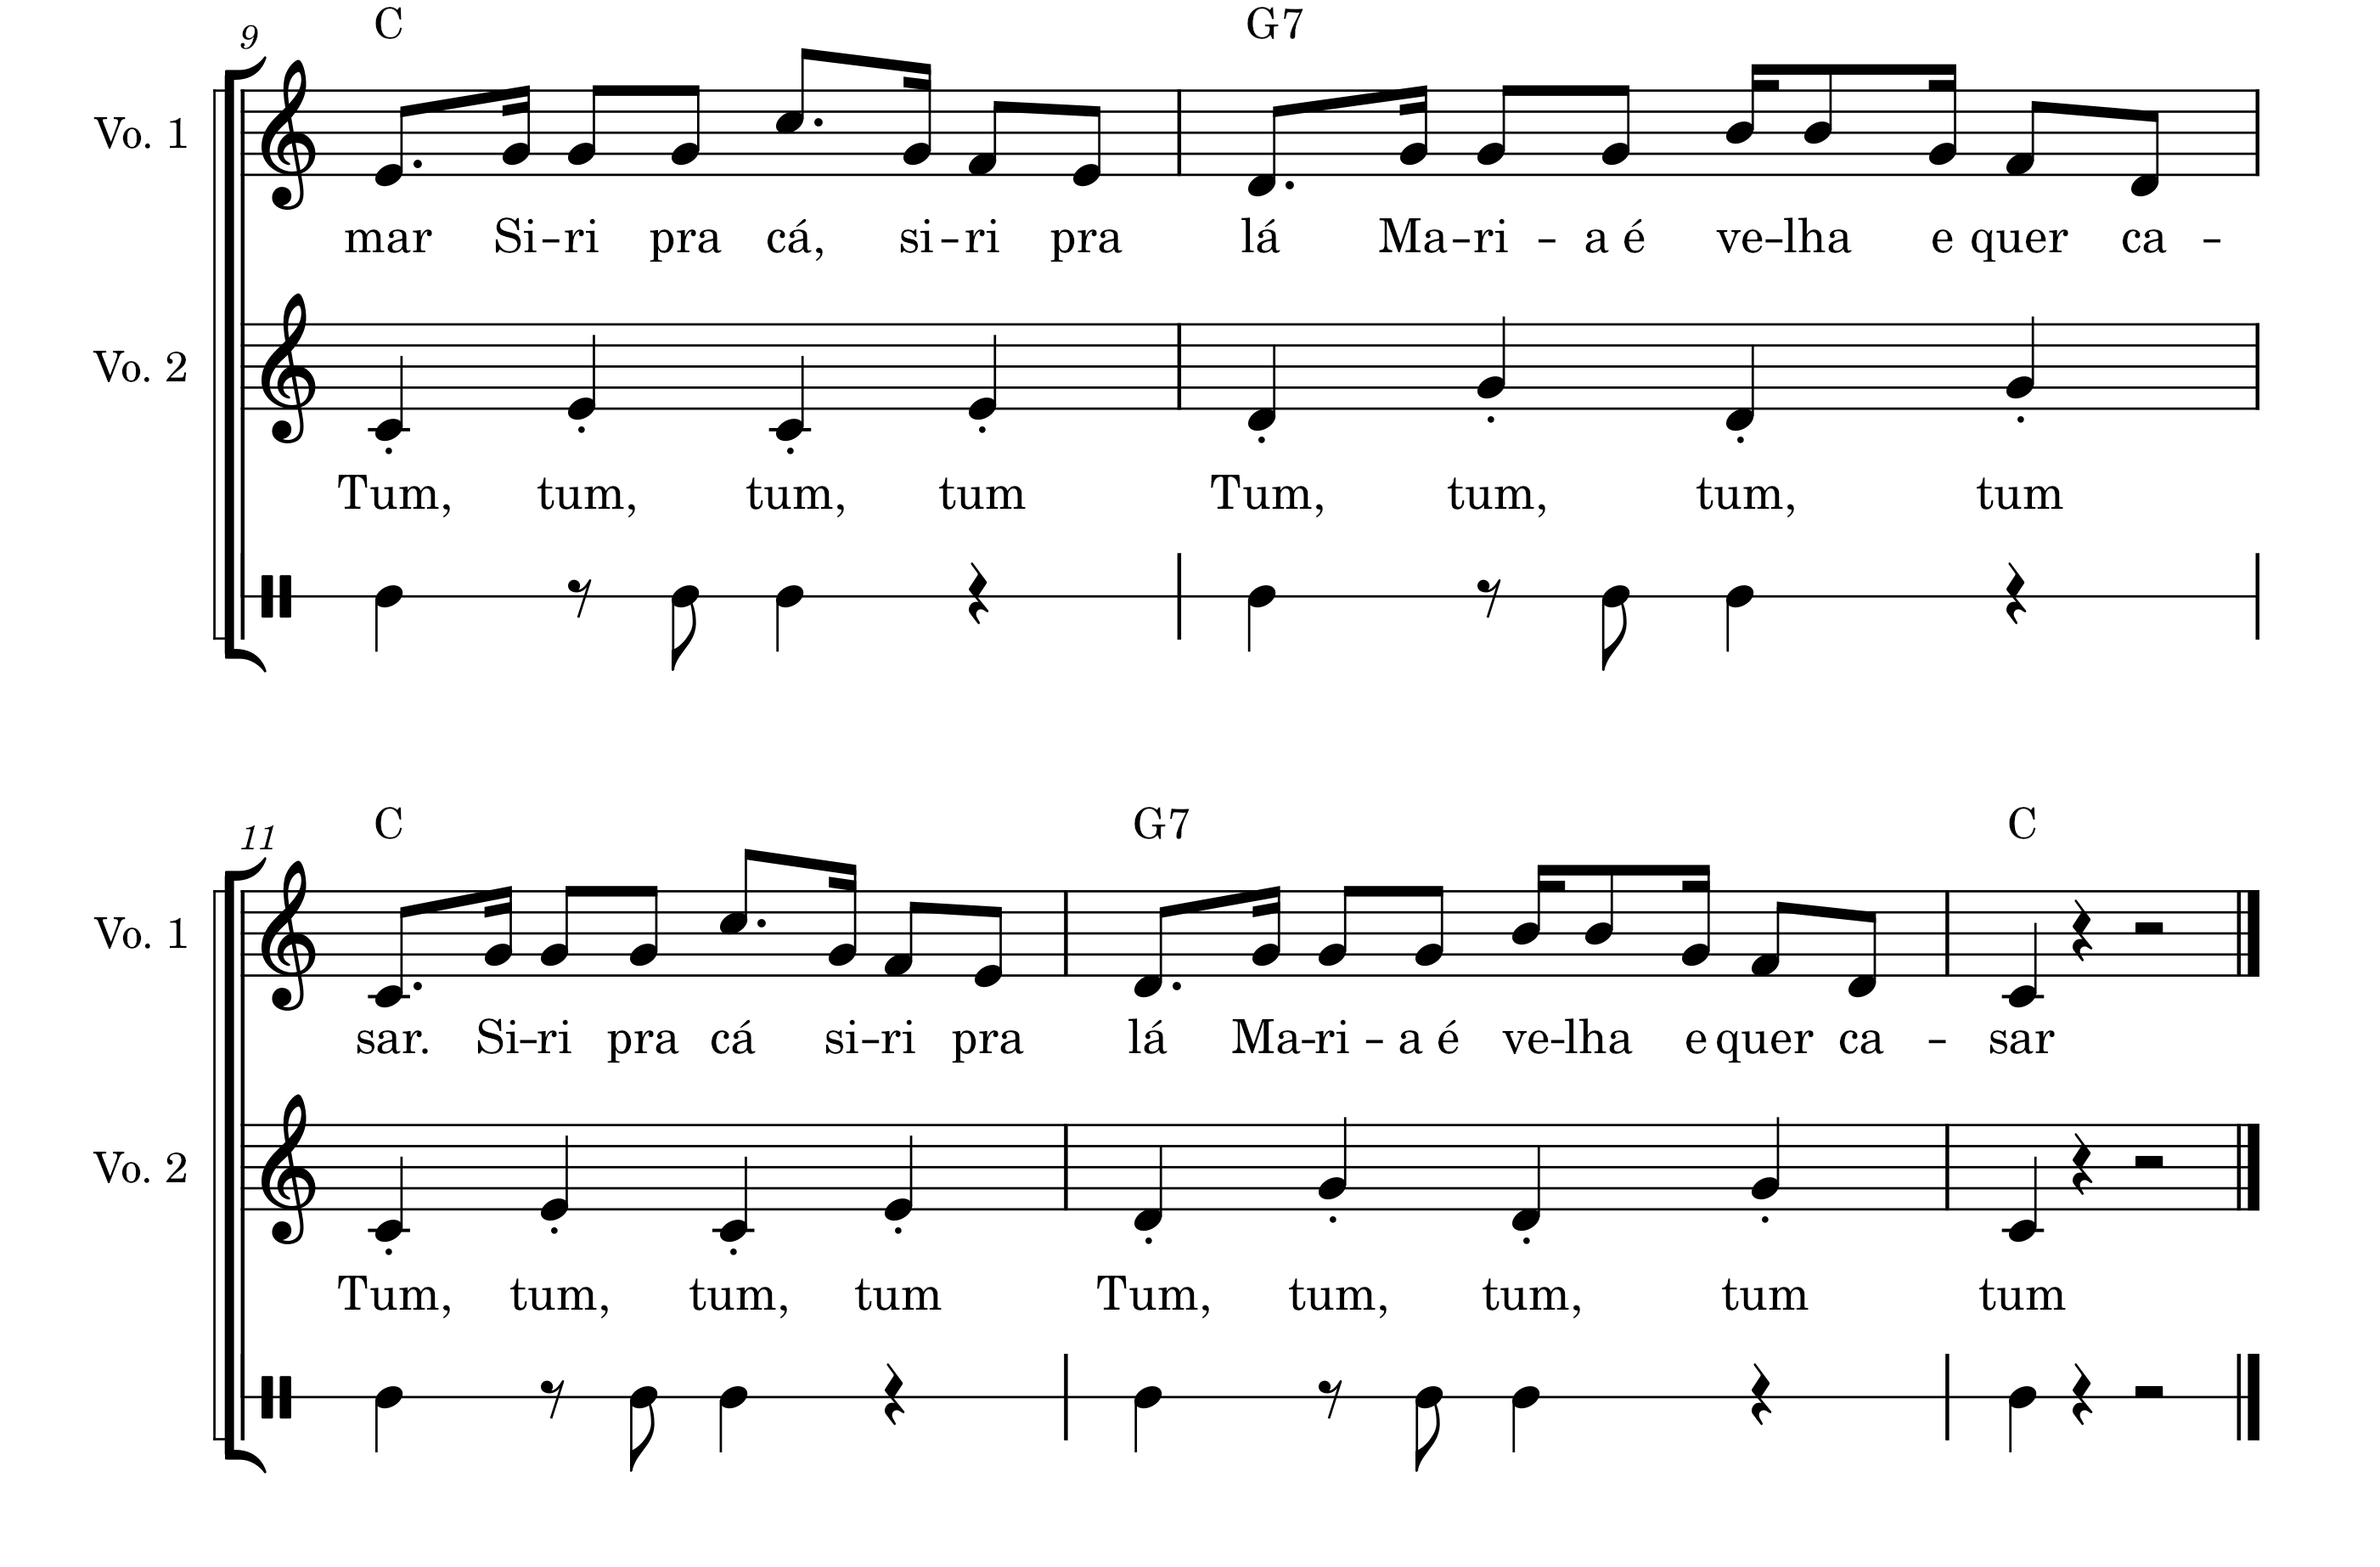 9 C G7
Vo. 1
mar Si-ri pra cá, si-ri pra lá Ma-ri - a é ve-lha e quer ca -
Vo. 2
Tum, tum, tum, tum Tum, tum, tum, tum
11 C G7 C
Vo. 1
sar. Si-ri pra cá si-ri pra lá Ma-ri - a é ve-lha e quer ca - sar
Vo. 2
Tum, tum, tum, tum Tum, tum, tum, tum tum